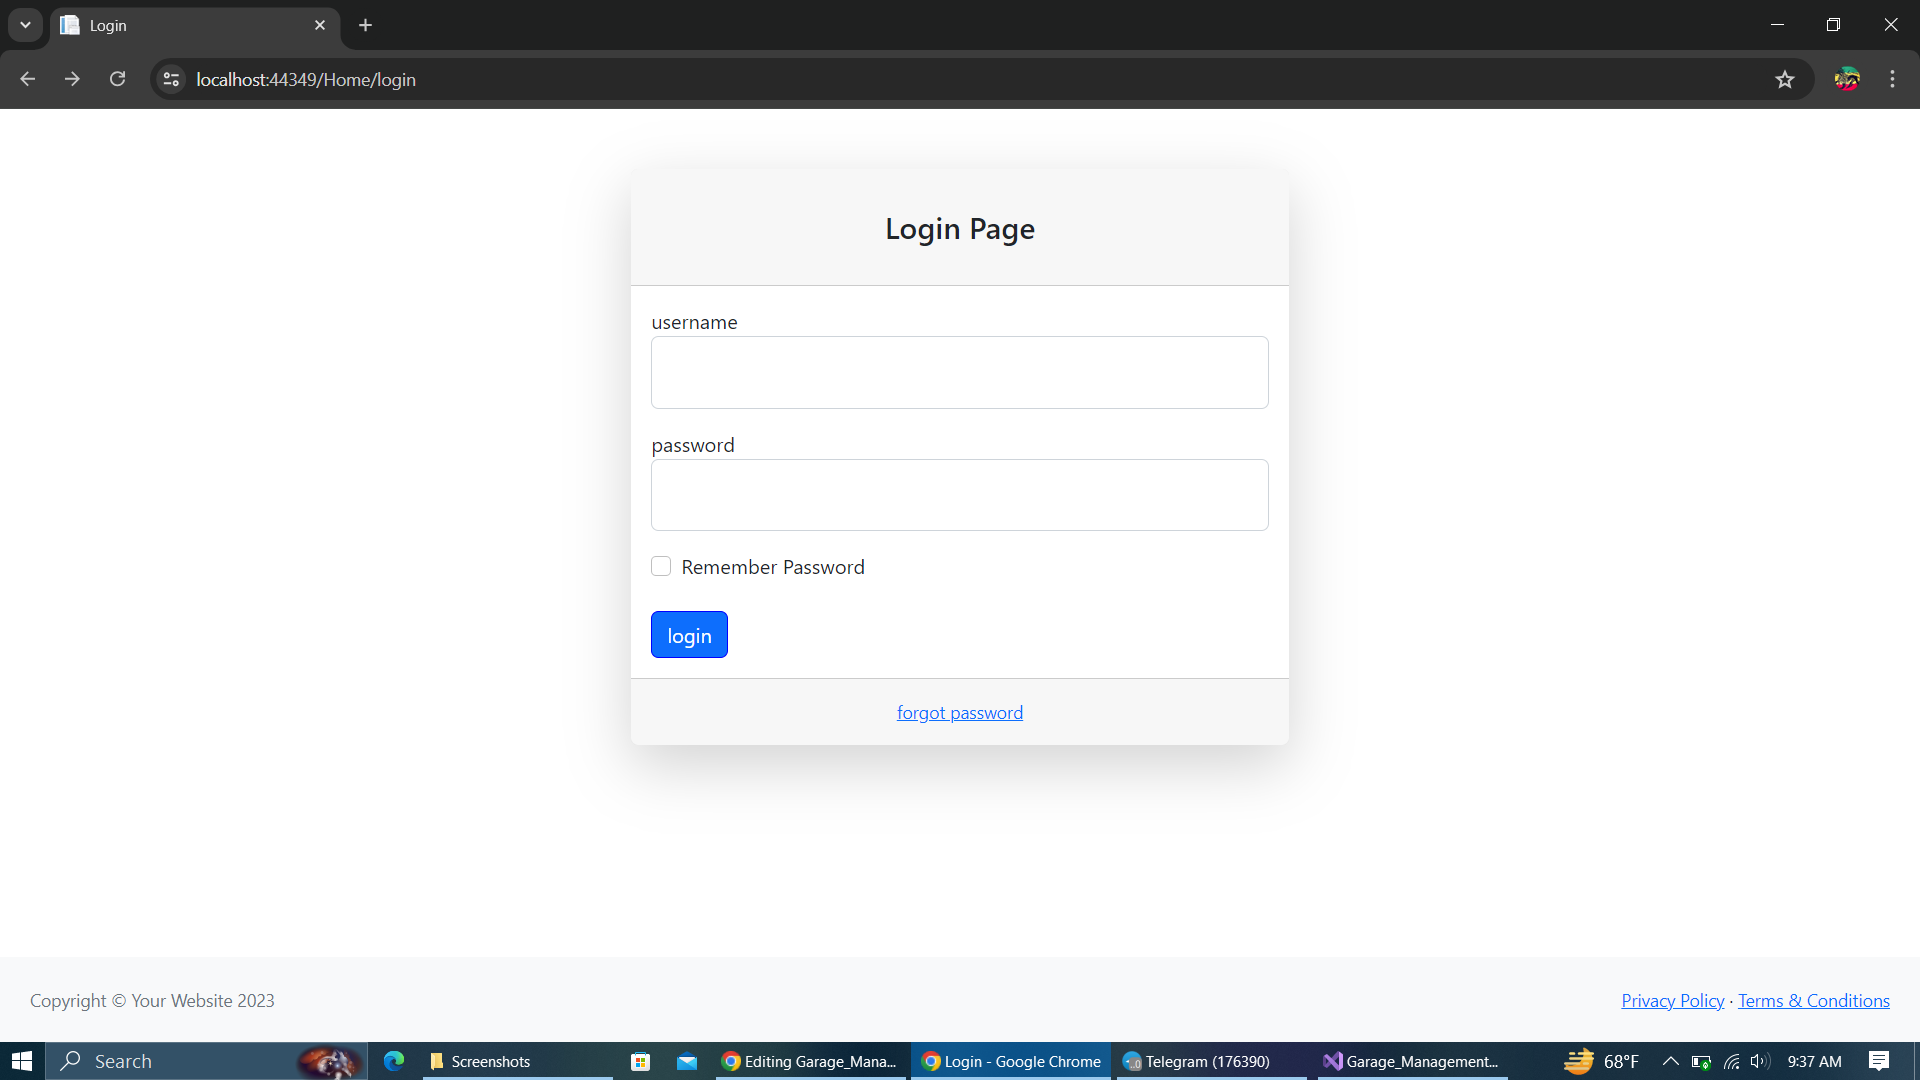 Login
localhost:44349/Home/login
Login Page
username
password
Remember Password
login
forgot password
Copyright © Your Website 2023
Privacy Policy · Terms & Conditions
Search
Screenshots
Editing Garage_Mana...
Login - Google Chrome
Telegram (176390)
Garage_Management...
68°F
9:37 AM